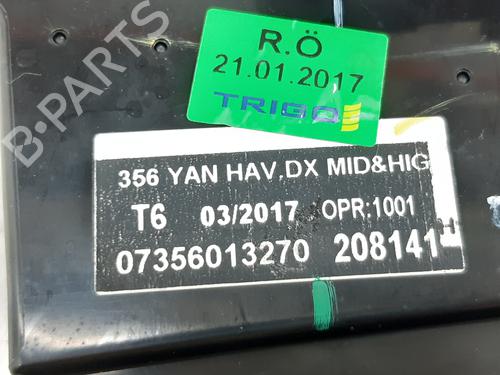 R.Ö
21.01.2017
TRIGO
356 YAN HAV.DX MID&HIG
T6 03/2017 OPR:1001
07356013270 208141
B-PARTS